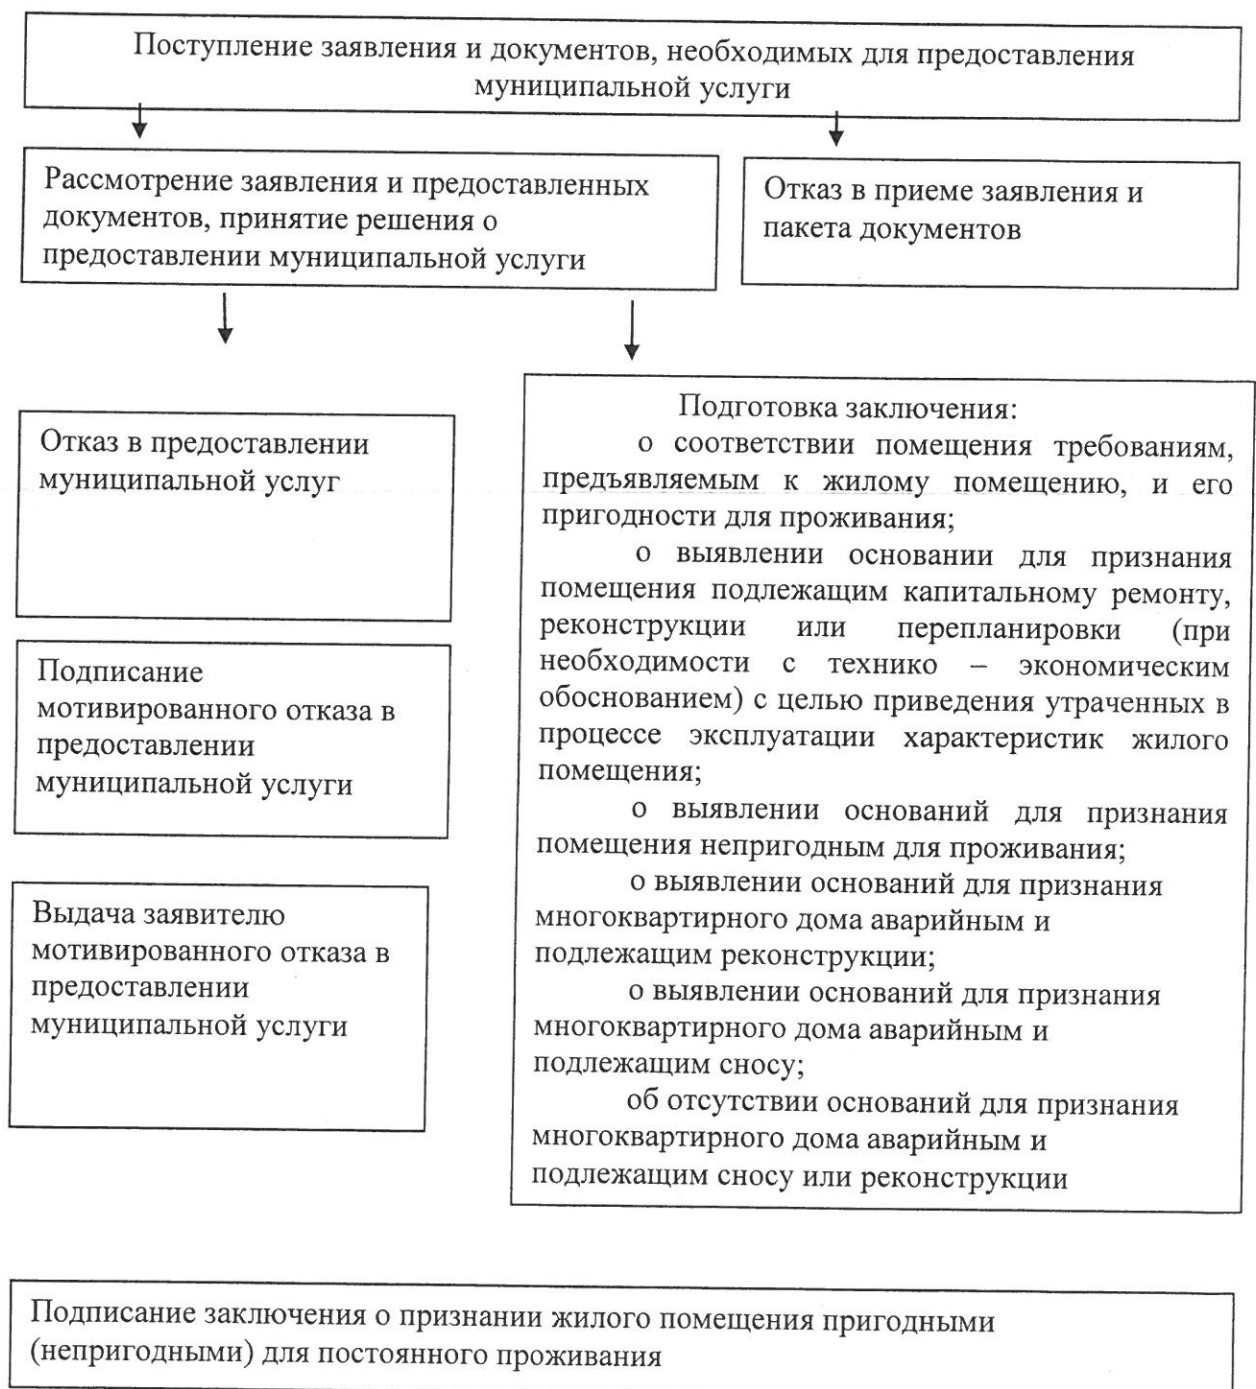 Поступление заявления и документов, необходимых для предоставления
муниципальной услуги
Рассмотрение заявления и предоставленных
документов, принятие решения о
предоставлении муниципальной услуги
Отказ в приеме заявления и
пакета документов
Отказ в предоставлении
муниципальной услуг
Подписание
мотивированного отказа в
предоставлении
муниципальной услуги
Выдача заявителю
мотивированного отказа в
предоставлении
муниципальной услуги
Подготовка заключения:
о соответствии помещения требованиям,
предъявляемым к жилому помещению, и его
пригодности для проживания;
о выявлении основании для признания
помещения подлежащим капитальному ремонту,
реконструкции или перепланировки (при
необходимости с технико – экономическим
обоснованием) с целью приведения утраченных в
процессе эксплуатации характеристик жилого
помещения;
о выявлении оснований для признания
помещения непригодным для проживания;
о выявлении оснований для признания
многоквартирного дома аварийным и
подлежащим реконструкции;
о выявлении оснований для признания
многоквартирного дома аварийным и
подлежащим сносу;
об отсутствии оснований для признания
многоквартирного дома аварийным и
подлежащим сносу или реконструкции
Подписание заключения о признании жилого помещения пригодными
(непригодными) для постоянного проживания